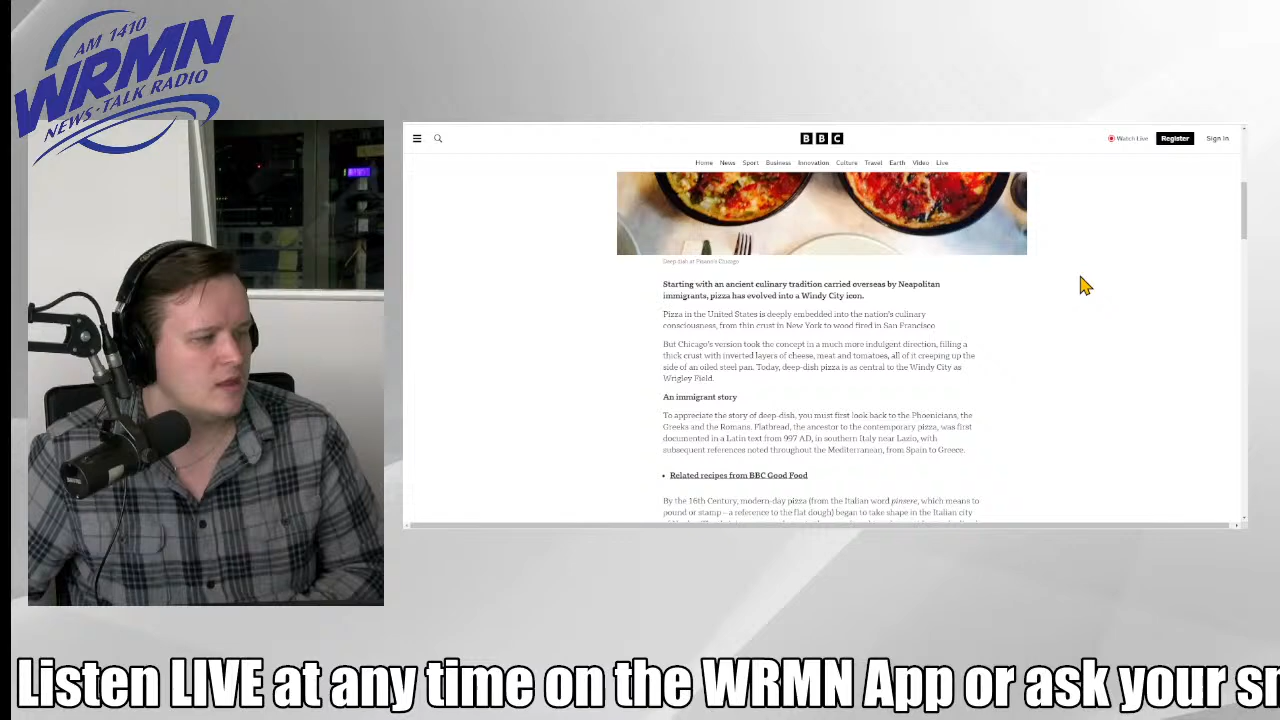 AM 1410
WRMN
NEWS·TALK RADIO
BBC
Watch Live
Register
Sign In
Home News Sport Business Innovation Culture Travel Earth Video Live
Deep dish at Pizano's Chicago
Starting with an ancient culinary tradition carried overseas by Neapolitan
immigrants, pizza has evolved into a Windy City icon.
Pizza in the United States is deeply embedded into the nation's culinary
consciousness, from thin crust in New York to wood fired in San Francisco
But Chicago's version took the concept in a much more indulgent direction, filling a
thick crust with inverted layers of cheese, meat and tomatoes, all of it creeping up the
side of an oiled steel pan. Today, deep-dish pizza is as central to the Windy City as
Wrigley Field.
An immigrant story
To appreciate the story of deep-dish, you must first look back to the Phoenicians, the
Greeks and the Romans. Flatbread, the ancestor to the contemporary pizza, was first
documented in a Latin text from 997 AD, in southern Italy near Lazio, with
subsequent references noted throughout the Mediterranean, from Spain to Greece.
• Related recipes from BBC Good Food
By the 16th Century, modern-day pizza (from the Italian word pinsere, which means to
pound or stamp – a reference to the flat dough) began to take shape in the Italian city
Listen LIVE at any time on the WRMN App or ask your